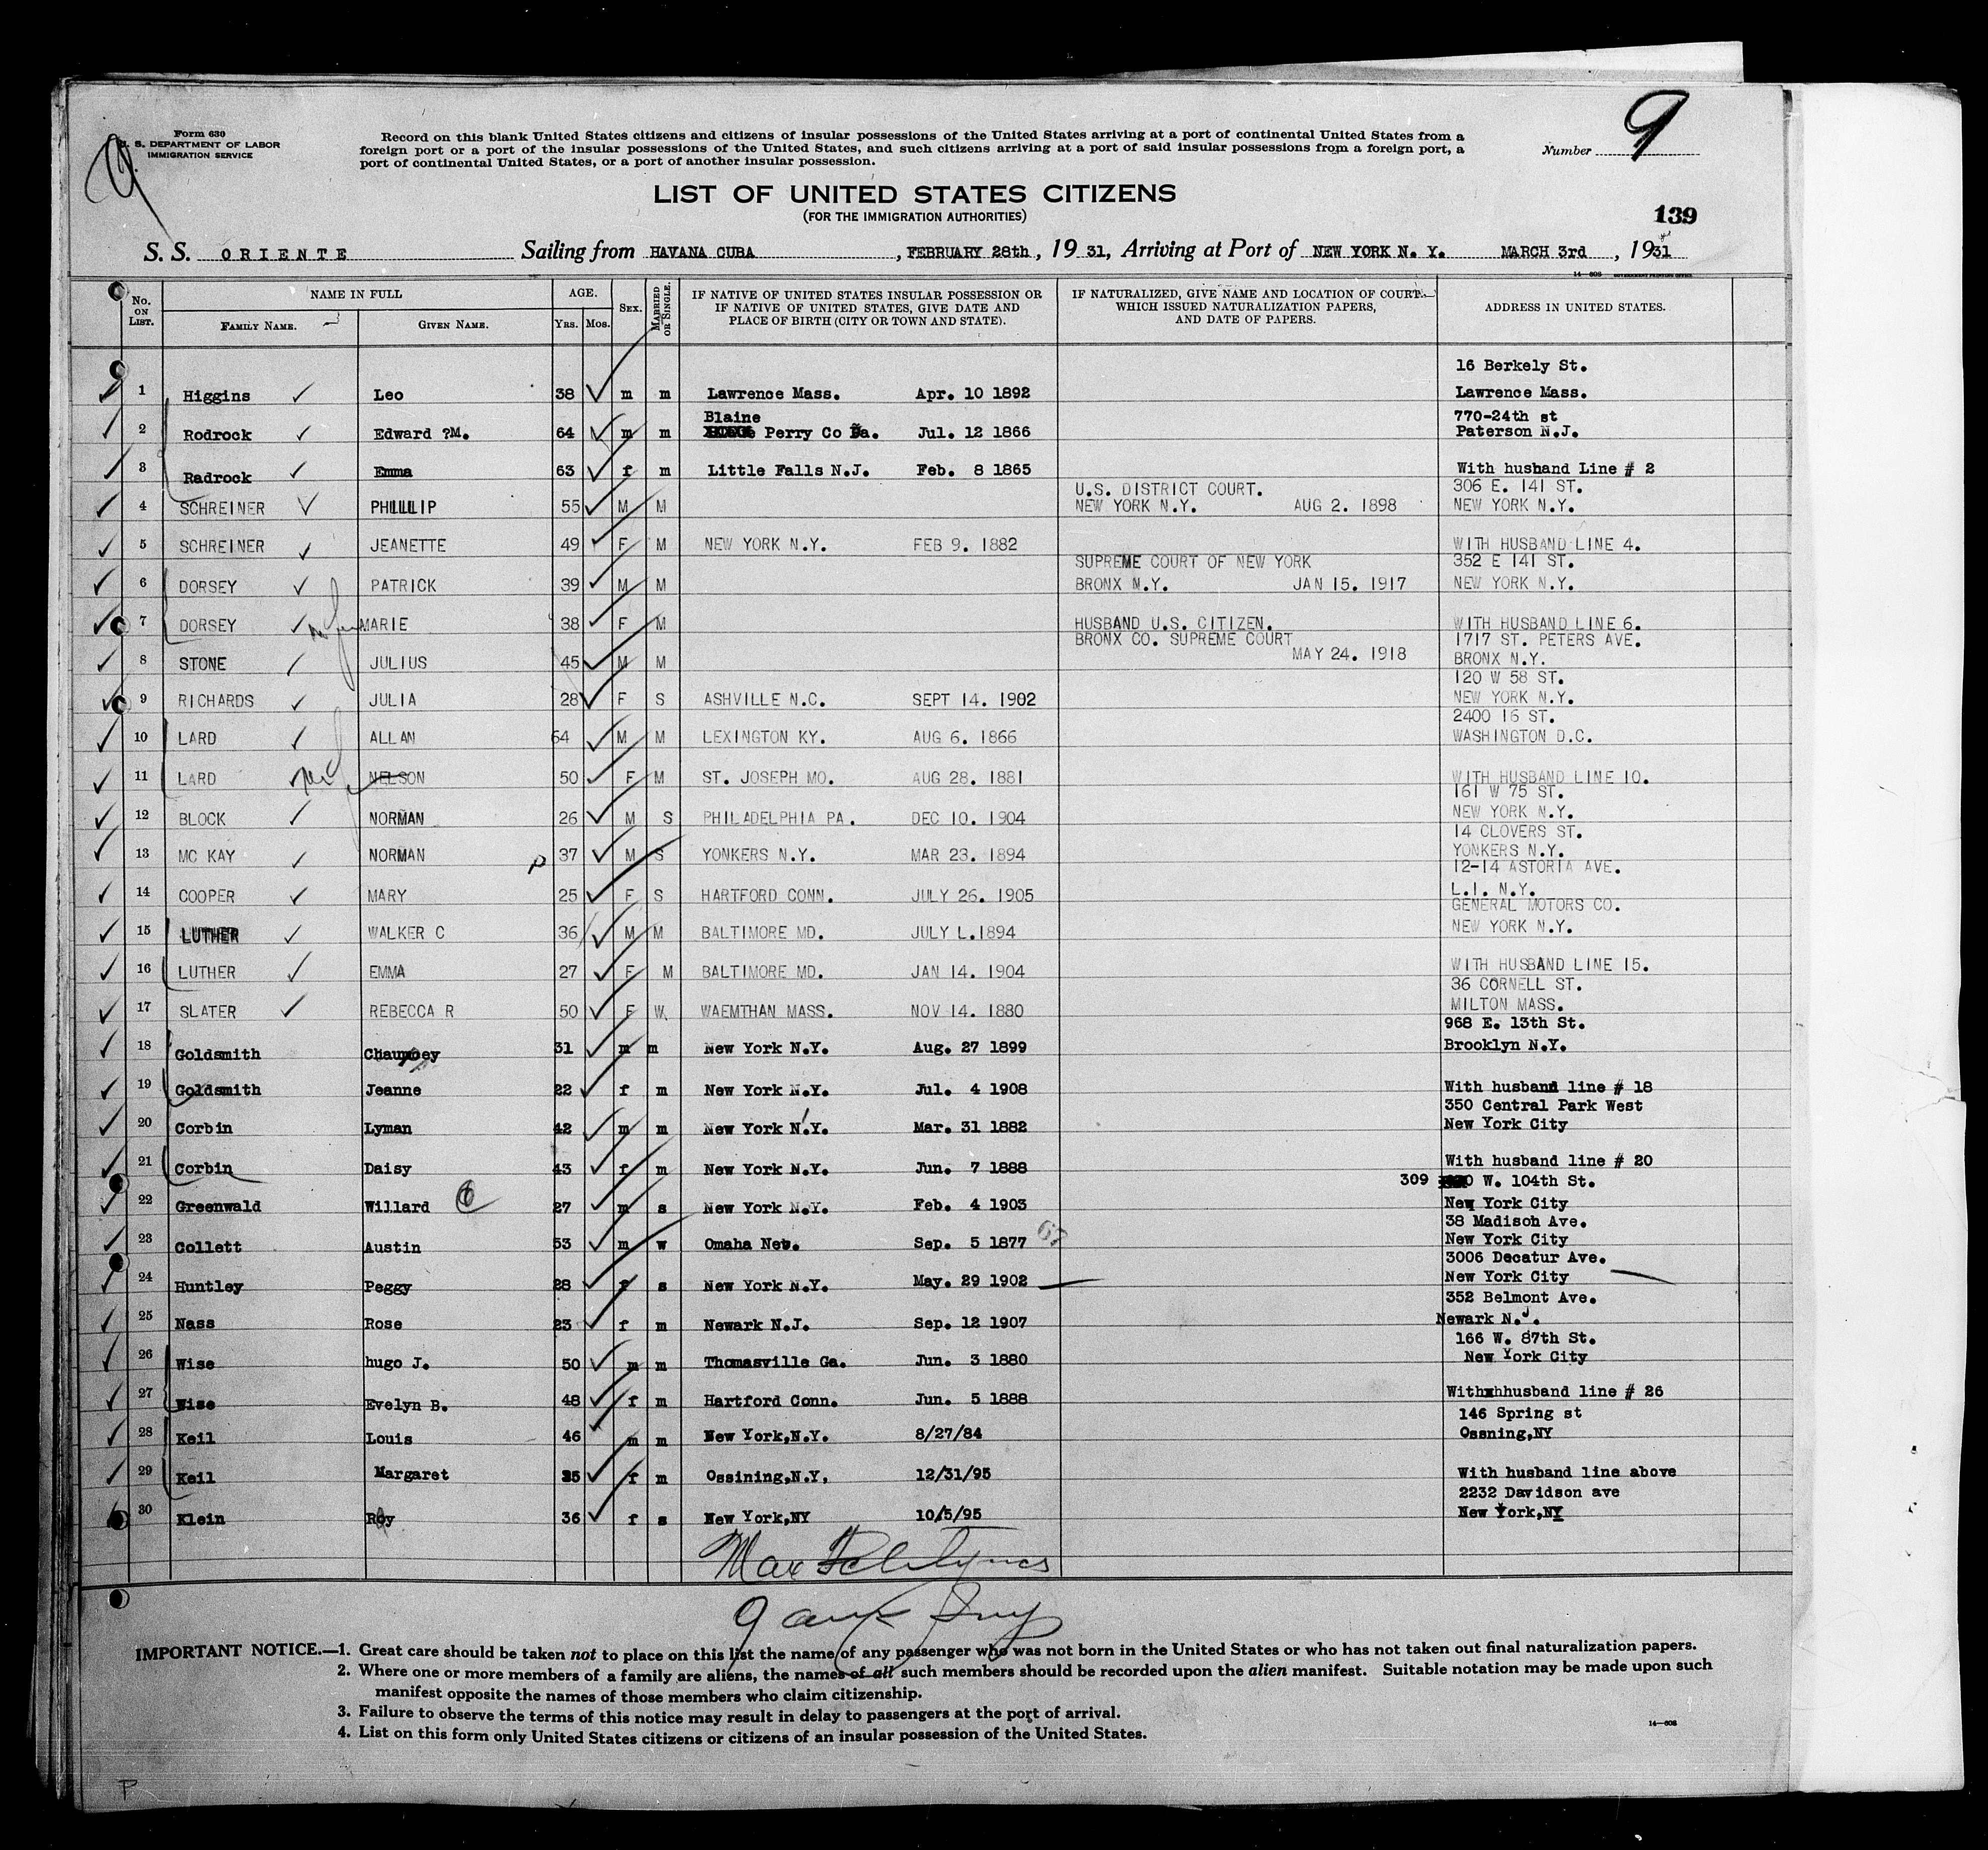 9
Form 630
U. S. DEPARTMENT OF LABOR
IMMIGRATION SERVICE
Record on this blank United States citizens and citizens of insular possessions of the United States arriving at a port of continental United States from a
foreign port or a port of the insular possessions of the United States, and such citizens arriving at a port of said insular possessions from a foreign port, a
port of continental United States, or a port of another insular possession.
Number 9
LIST OF UNITED STATES CITIZENS
(FOR THE IMMIGRATION AUTHORITIES)
139
S. S. ORIENTE Sailing from HAVANA CUBA, FEBRUARY 28th, 1931, Arriving at Port of NEW YORK N. Y. MARCH 3rd, 1931
14—608 GOVERNMENT PRINTING OFFICE
No. ON LIST. NAME IN FULL FAMILY NAME. GIVEN NAME. AGE. Yrs. Mos. SEX. MARRIED OR SINGLE. IF NATIVE OF UNITED STATES INSULAR POSSESSION OR IF NATIVE OF UNITED STATES, GIVE DATE AND PLACE OF BIRTH (CITY OR TOWN AND STATE). IF NATURALIZED, GIVE NAME AND LOCATION OF COURT WHICH ISSUED NATURALIZATION PAPERS, AND DATE OF PAPERS. ADDRESS IN UNITED STATES.
16 Berkely St.
1 Higgins Leo 38 m m Lawrence Mass. Apr. 10 1892 Lawrence Mass.
Blaine 770-24th st
2 Rodrock Edward ?M. 64 m m Perry Co Pa. Jul. 12 1866 Paterson N.J.
3 Radrock Emma 63 f m Little Falls N.J. Feb. 8 1865 With husband Line # 2
U.S. DISTRICT COURT. 306 E. 141 ST.
4 SCHREINER PHILLIP 55 M M NEW YORK N.Y. AUG 2. 1898 NEW YORK N.Y.
5 SCHREINER JEANETTE 49 F M NEW YORK N.Y. FEB 9. 1882 WITH HUSBAND LINE 4.
SUPREME COURT OF NEW YORK 352 E 141 ST.
6 DORSEY PATRICK 39 M M BRONX N.Y. JAN 15. 1917 NEW YORK N.Y.
7 DORSEY MARIE 38 F M HUSBAND U.S. CITIZEN. WITH HUSBAND LINE 6.
BRONX CO. SUPREME COURT 1717 ST. PETERS AVE.
8 STONE JULIUS 45 M M MAY 24. 1918 BRONX N.Y.
120 W 58 ST.
9 RICHARDS JULIA 28 F S ASHVILLE N.C. SEPT 14. 1902 NEW YORK N.Y.
2400 16 ST.
10 LARD ALLAN 64 M M LEXINGTON KY. AUG 6. 1866 WASHINGTON D.C.
11 LARD NELSON 50 F M ST. JOSEPH MO. AUG 28. 1881 WITH HUSBAND LINE 10.
161 W 75 ST.
12 BLOCK NORMAN 26 M S PHILADELPHIA PA. DEC 10. 1904 NEW YORK N.Y.
14 CLOVERS ST.
13 MC KAY NORMAN 37 M S YONKERS N.Y. MAR 23. 1894 YONKERS N.Y.
12-14 ASTORIA AVE.
14 COOPER MARY 25 F S HARTFORD CONN. JULY 26. 1905 L.I. N.Y.
GENERAL MOTORS CO.
15 LUTHER WALKER C 36 M M BALTIMORE MD. JULY L.1894 NEW YORK N.Y.
16 LUTHER EMMA 27 F M BALTIMORE MD. JAN 14. 1904 WITH HUSBAND LINE 15.
36 CORNELL ST.
17 SLATER REBECCA R 50 F W. WAEMTHAN MASS. NOV 14. 1880 MILTON MASS.
968 E. 13th St.
18 Goldsmith 31 m m New York N.Y. Aug. 27 1899 Brooklyn N.Y.
19 Goldsmith Jeanne 22 f m New York N.Y. Jul. 4 1908 With husband line # 18
350 Central Park West
20 Corbin Lyman 42 m m New York N.Y. Mar. 31 1882 New York City
21 Corbin Daisy 43 f m New York N.Y. Jun. 7 1888 With husband line # 20
309 W. 104th St.
22 Greenwald Willard 27 m s New York N.Y. Feb. 4 1903 New York City
38 Madison Ave.
23 Collett Austin 53 m w Omaha Neb. Sep. 5 1877 67 New York City
3006 Decatur Ave.
24 Huntley Peggy 28 f s New York N.Y. May. 29 1902 New York City
352 Belmont Ave.
25 Nass Rose 23 f m Newark N.J. Sep. 12 1907 Newark N.J.
166 W. 87th St.
26 Wise hugo J. 50 m m Thomasville Ga. Jun. 3 1880 New York City
27 Wise Evelyn B. 48 f m Hartford Conn. Jun. 5 1888 Withxhhusband line # 26
146 Spring st
28 Keil Louis 46 m m New York,N.Y. 8/27/84 Ossning,NY
29 Keil Margaret 35 f m Ossining,N.Y, 12/31/95 With husband line above
2232 Davidson ave
30 Klein Roy 36 f s New York,NY 10/5/95 New York,NY
Max
IMPORTANT NOTICE.—1. Great care should be taken not to place on this list the name of any passenger who was not born in the United States or who has not taken out final naturalization papers.
2. Where one or more members of a family are aliens, the names of all such members should be recorded upon the alien manifest. Suitable notation may be made upon such
manifest opposite the names of those members who claim citizenship.
3. Failure to observe the terms of this notice may result in delay to passengers at the port of arrival.
4. List on this form only United States citizens or citizens of an insular possession of the United States.
14—608
P